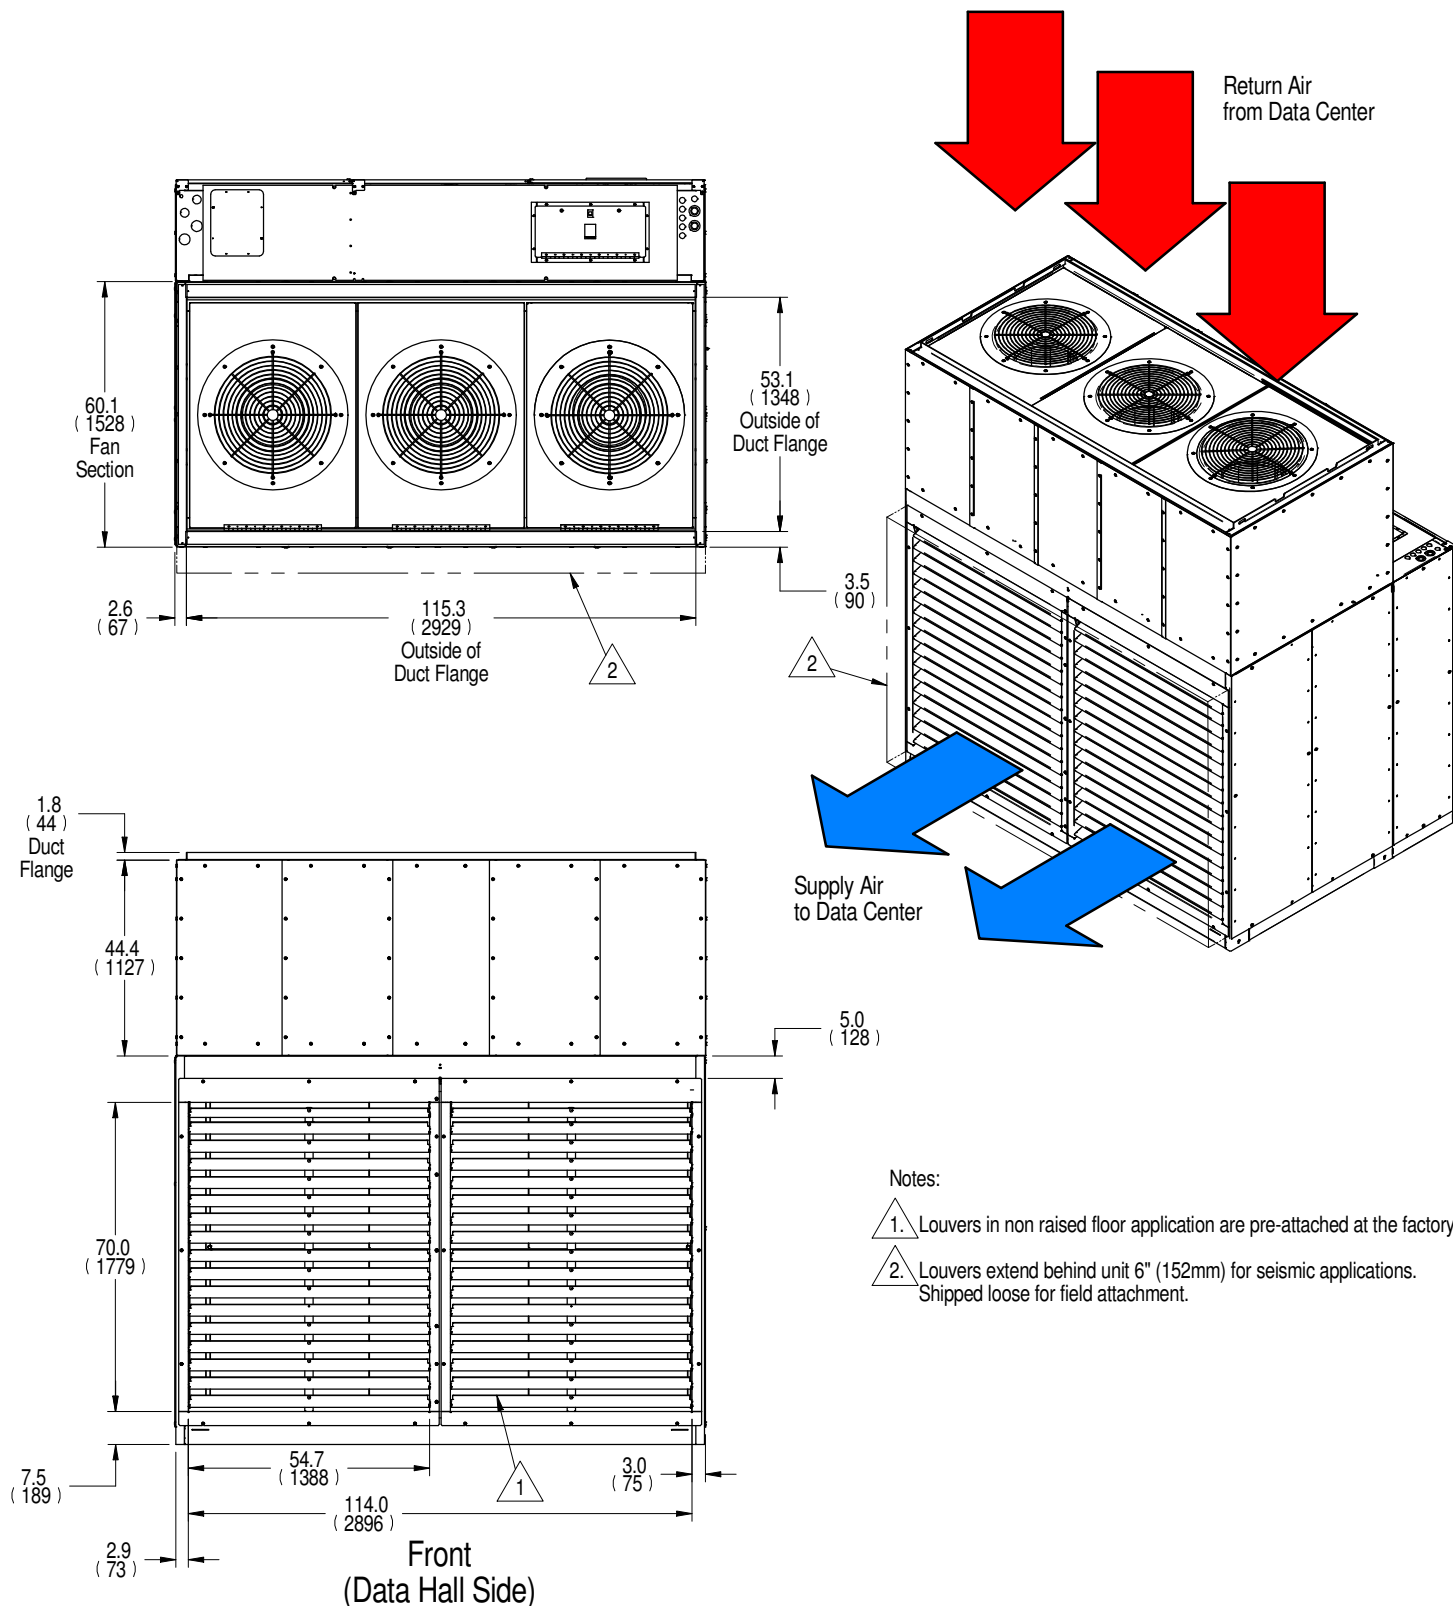 Return Air
from Data Center
60.1
( 1528 )
Fan
Section
53.1
( 1348 )
Outside of
Duct Flange
2.6
( 67 )
115.3
( 2929 )
Outside of
Duct Flange
2
3.5
( 90 )
2
1.8
( 44 )
Duct
Flange
44.4
( 1127 )
Supply Air
to Data Center
5.0
( 128 )
70.0
( 1779 )
Notes:
1. Louvers in non raised floor application are pre-attached at the factory
2. Louvers extend behind unit 6" (152mm) for seismic applications.
Shipped loose for field attachment.
7.5
( 189 )
54.7
( 1388 )
1
3.0
( 75 )
114.0
( 2896 )
2.9
( 73 )
Front
(Data Hall Side)